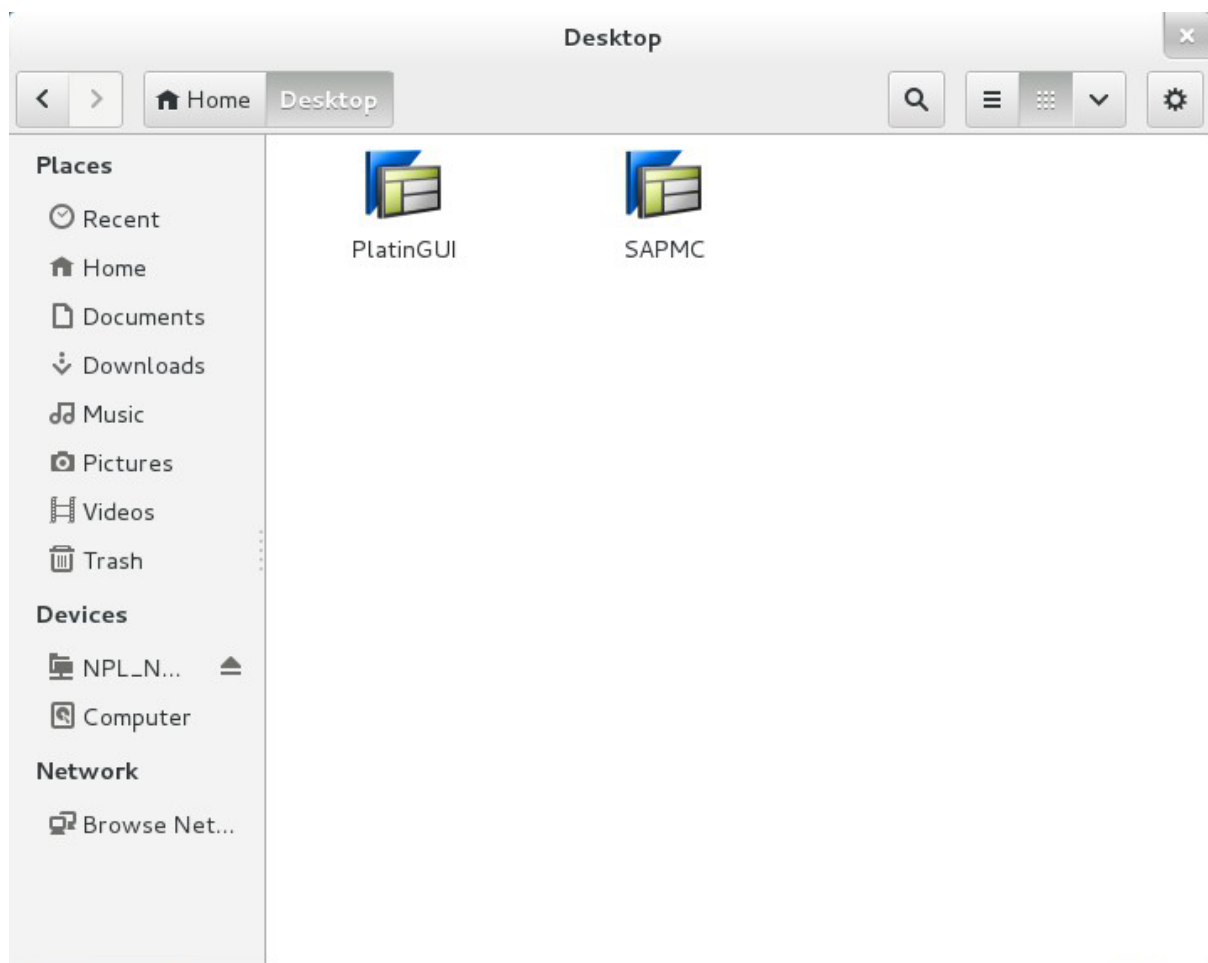 Desktop
Home Desktop
Places
Recent
Home
Documents
Downloads
Music
Pictures
Videos
Trash
Devices
NPL_N...
Computer
Network
Browse Net...
PlatinGUI
SAPMC